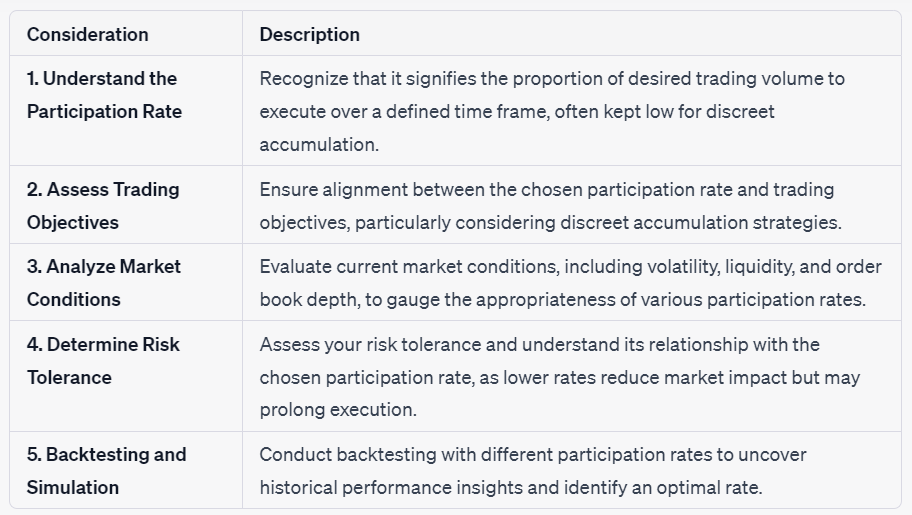 Consideration
Description
1. Understand the
Participation Rate
Recognize that it signifies the proportion of desired trading volume to
execute over a defined time frame, often kept low for discreet
accumulation.
2. Assess Trading
Objectives
Ensure alignment between the chosen participation rate and trading
objectives, particularly considering discreet accumulation strategies.
3. Analyze Market
Conditions
Evaluate current market conditions, including volatility, liquidity, and order
book depth, to gauge the appropriateness of various participation rates.
4. Determine Risk
Tolerance
Assess your risk tolerance and understand its relationship with the
chosen participation rate, as lower rates reduce market impact but may
prolong execution.
5. Backtesting and
Simulation
Conduct backtesting with different participation rates to uncover
historical performance insights and identify an optimal rate.